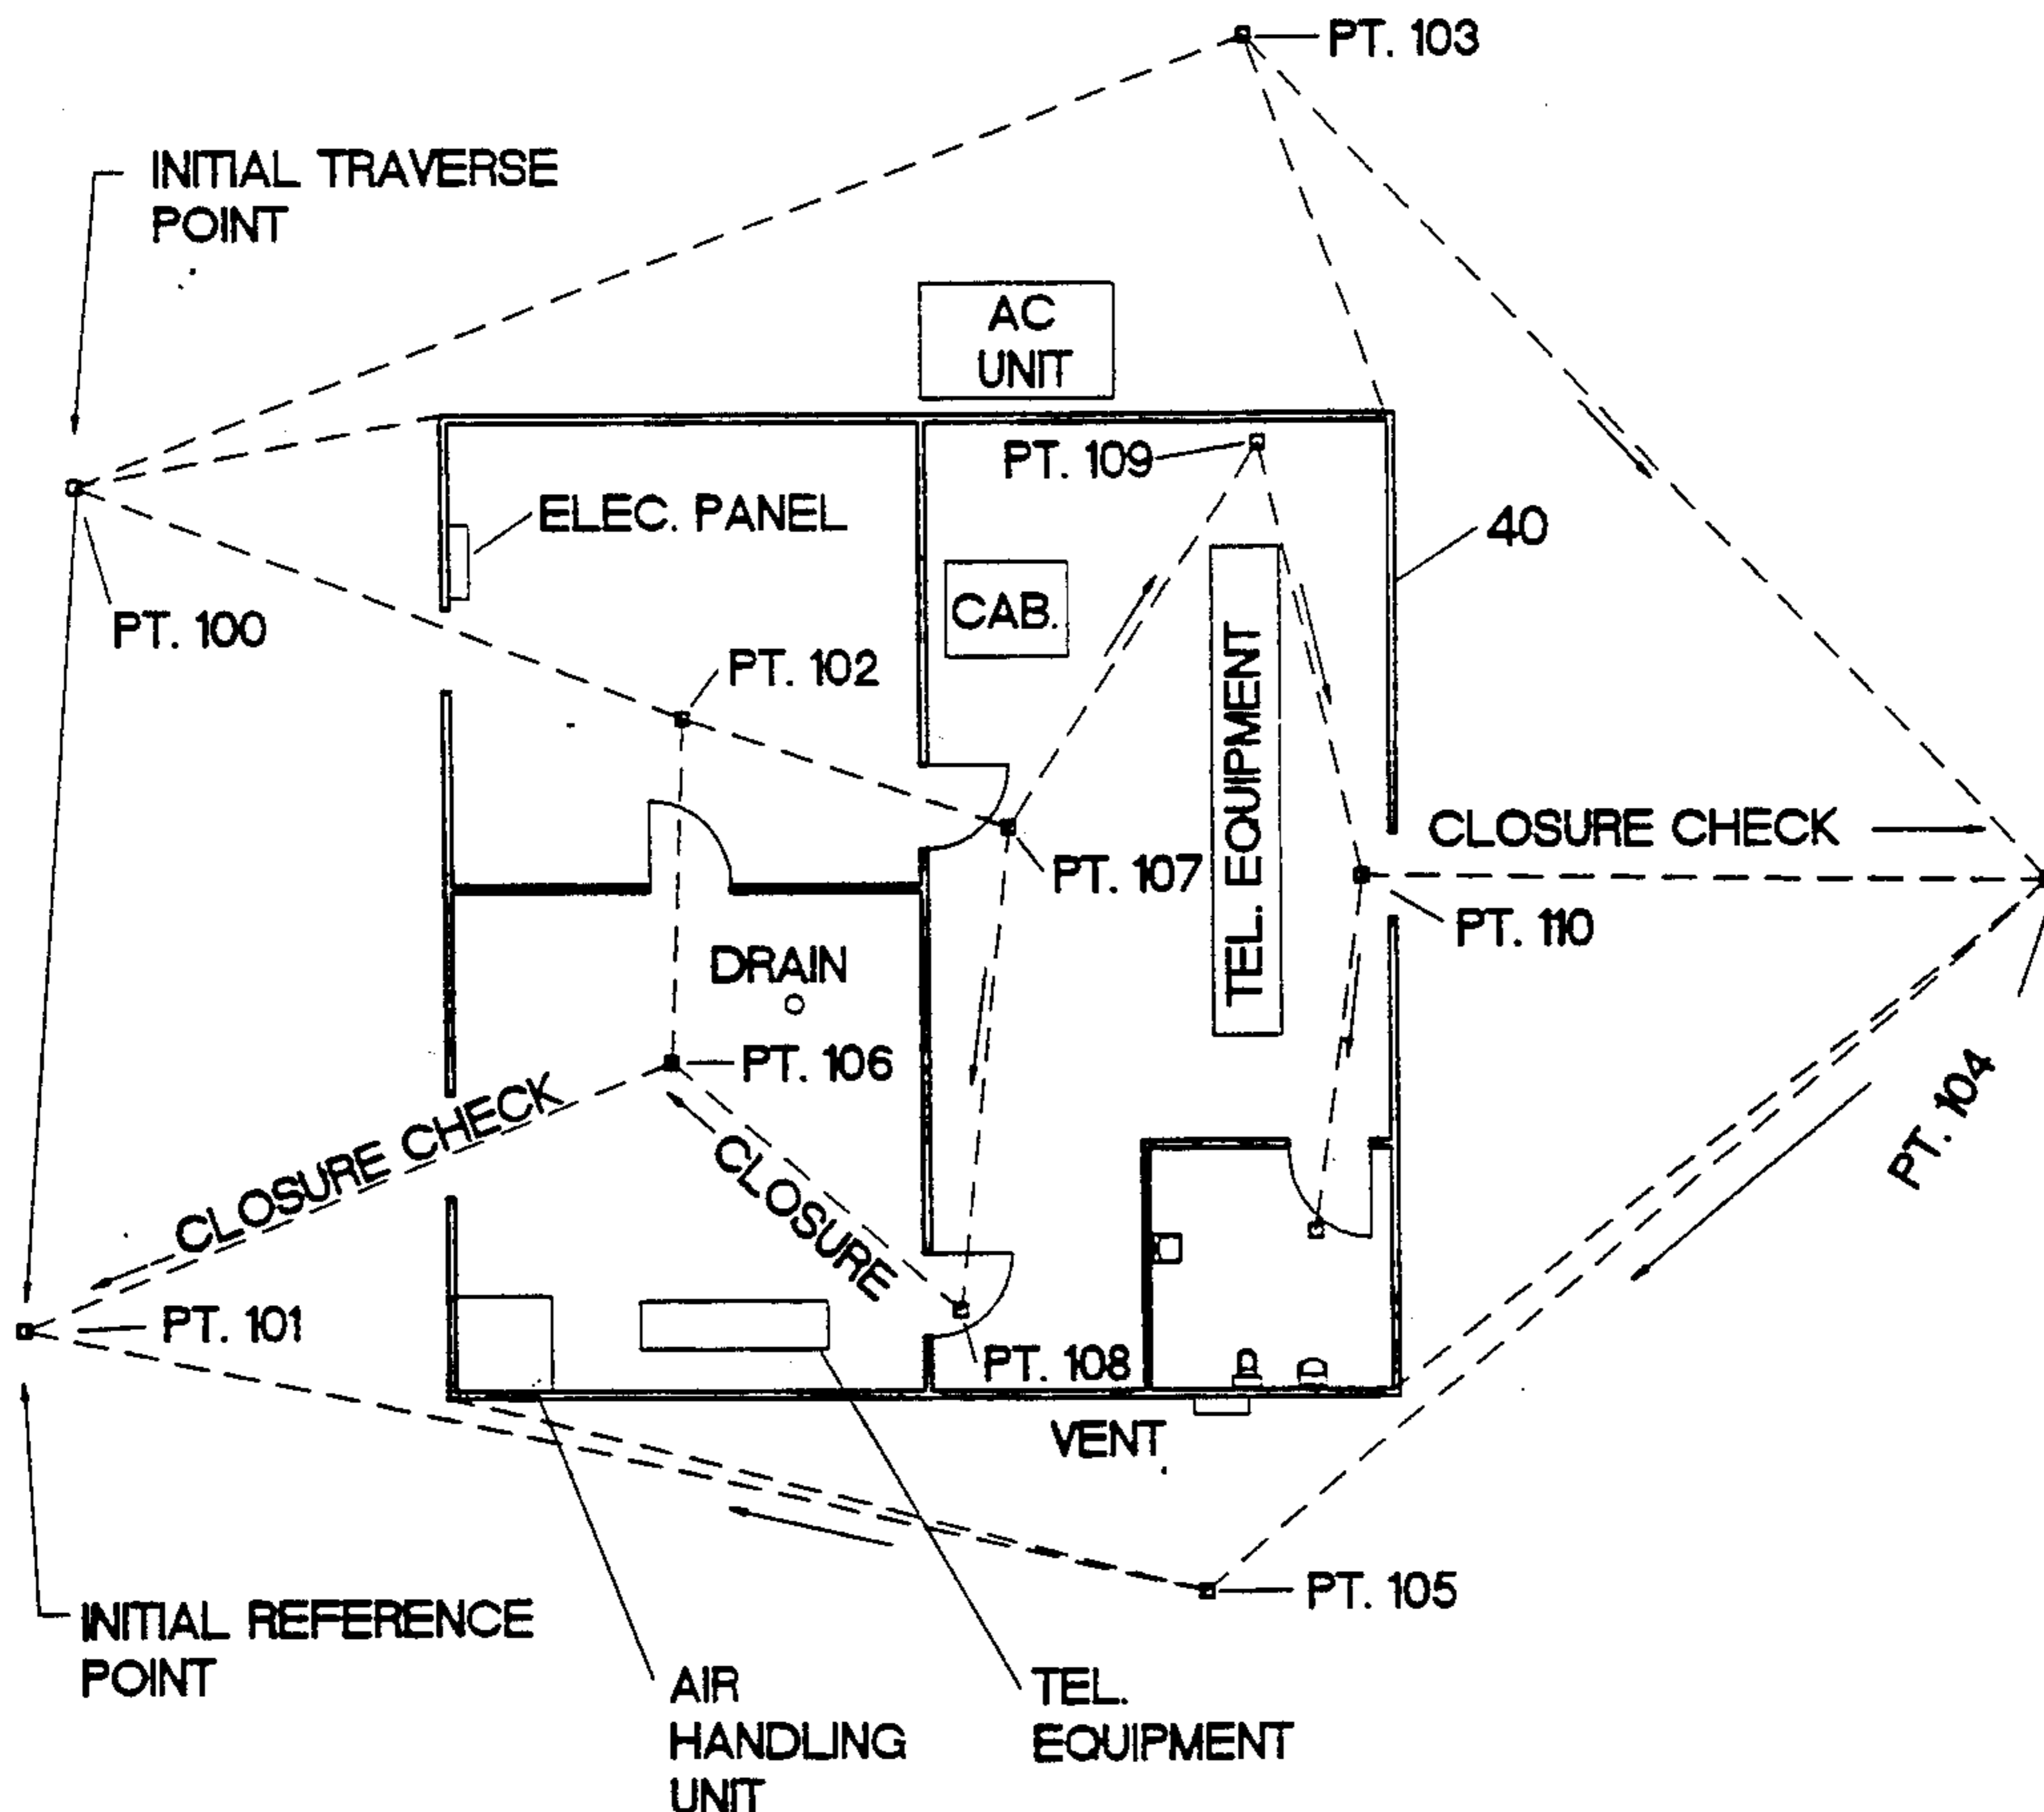 PT. 103
INITIAL TRAVERSE
POINT
AC
UNIT
PT. 109
ELEC. PANEL
40
PT. 100
CAB.
PT. 102
TEL. EQUIPMENT
CLOSURE CHECK
PT. 107
PT. 110
DRAIN
PT. 106
PT. 104
CLOSURE CHECK
CLOSURE
PT. 101
PT. 108
VENT
PT. 105
INITIAL REFERENCE
POINT
AIR
HANDLING
UNIT
TEL.
EQUIPMENT